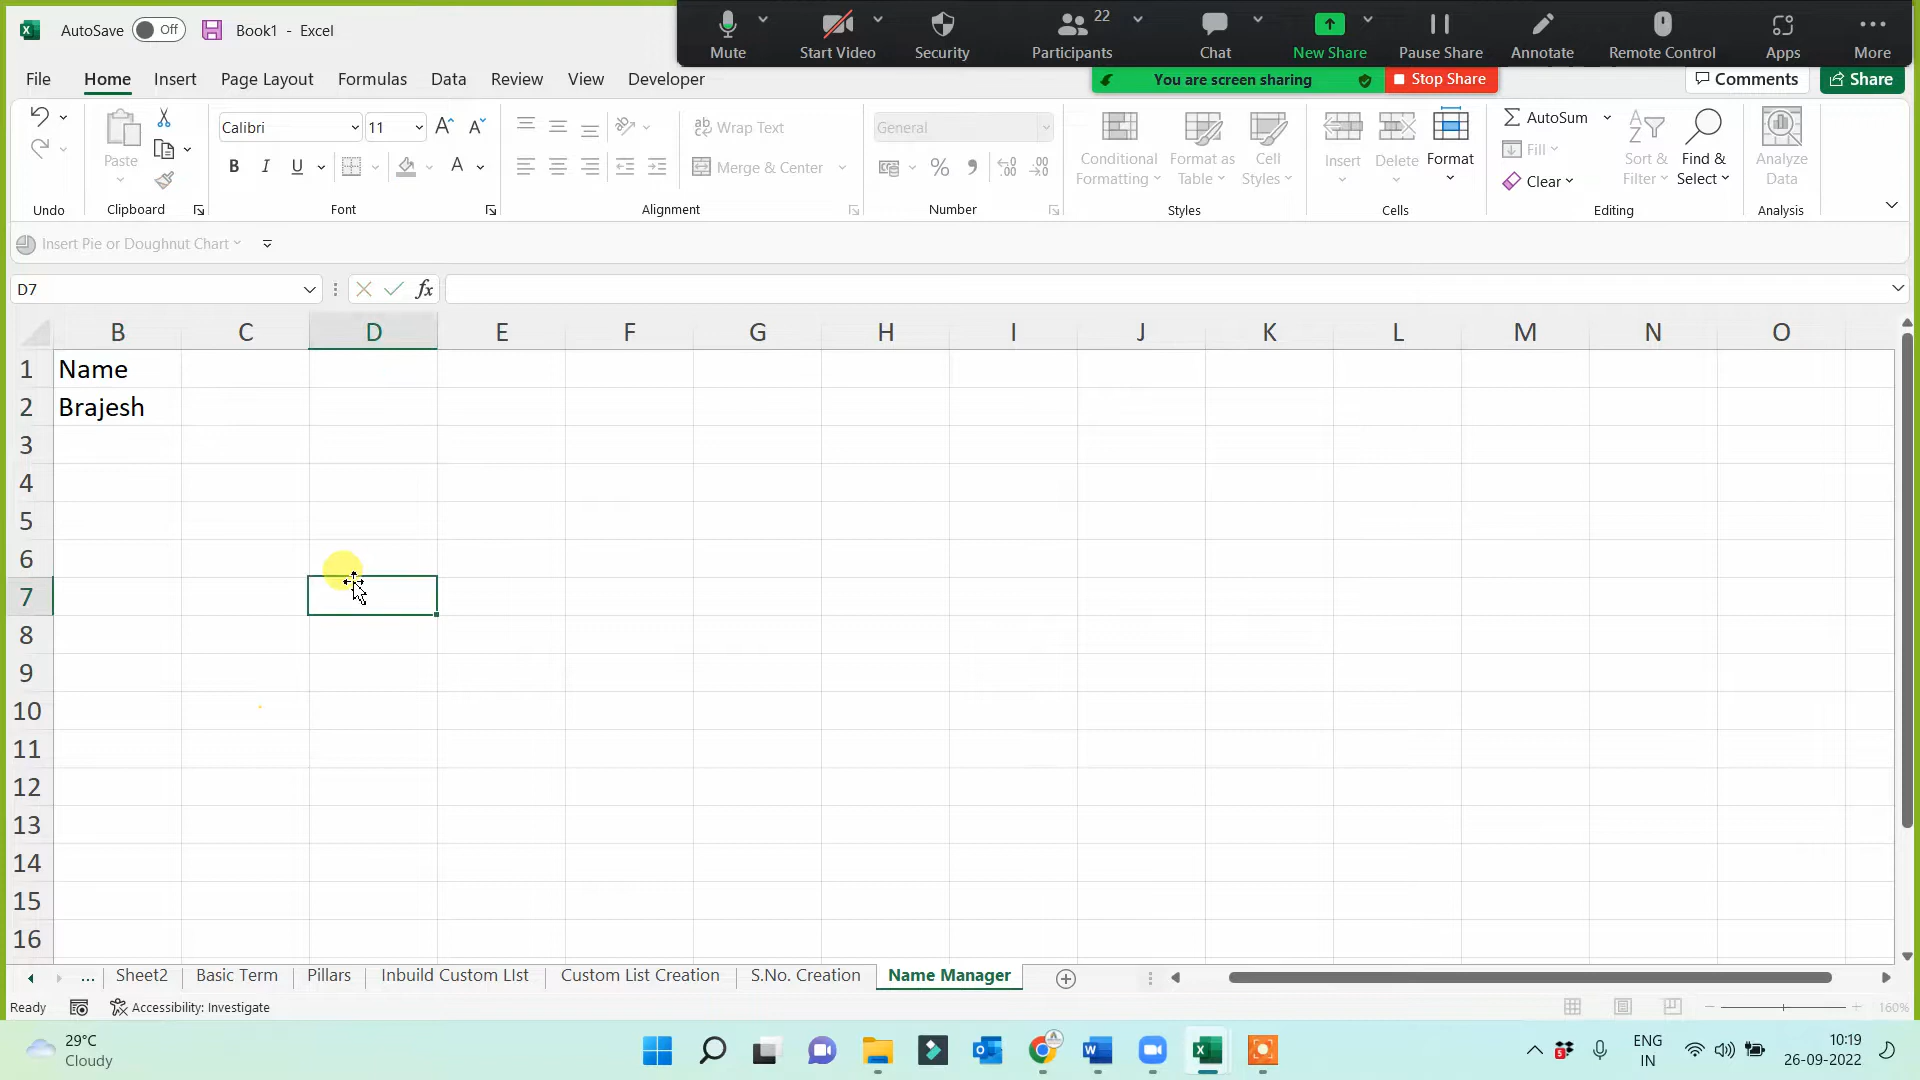 AutoSave Off Book1 - Excel
Mute Start Video Security Participants 22 Chat New Share Pause Share Annotate Remote Control Apps More
You are screen sharing Stop Share
File Home Insert Page Layout Formulas Data Review View Developer Comments Share
Calibri 11 Wrap Text General AutoSum
Paste Merge & Center Fill Clear
Conditional Formatting Format as Table Cell Styles Insert Delete Format Sort & Filter Find & Select Analyze Data
Undo Clipboard Font Alignment Number Styles Cells Editing Analysis
Insert Pie or Doughnut Chart
D7 fx
B C D E F G H I J K L M N O
1 Name
2 Brajesh
3
4
5
6
7
8
9
10
11
12
13
14
15
16
... Sheet2 Basic Term Pillars Inbuild Custom LIst Custom List Creation S.No. Creation Name Manager
Ready Accessibility: Investigate 160%
29°C
Cloudy
ENG
IN
10:19
26-09-2022